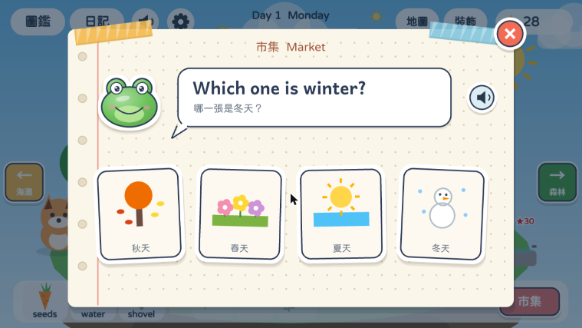 圖鑑
日記
Day 1 Monday
地圖
裝飾
28
市集 Market
Which one is winter?
哪一張是冬天？
海灘
森林
秋天
春天
夏天
冬天
★30
seeds
water
shovel
市集